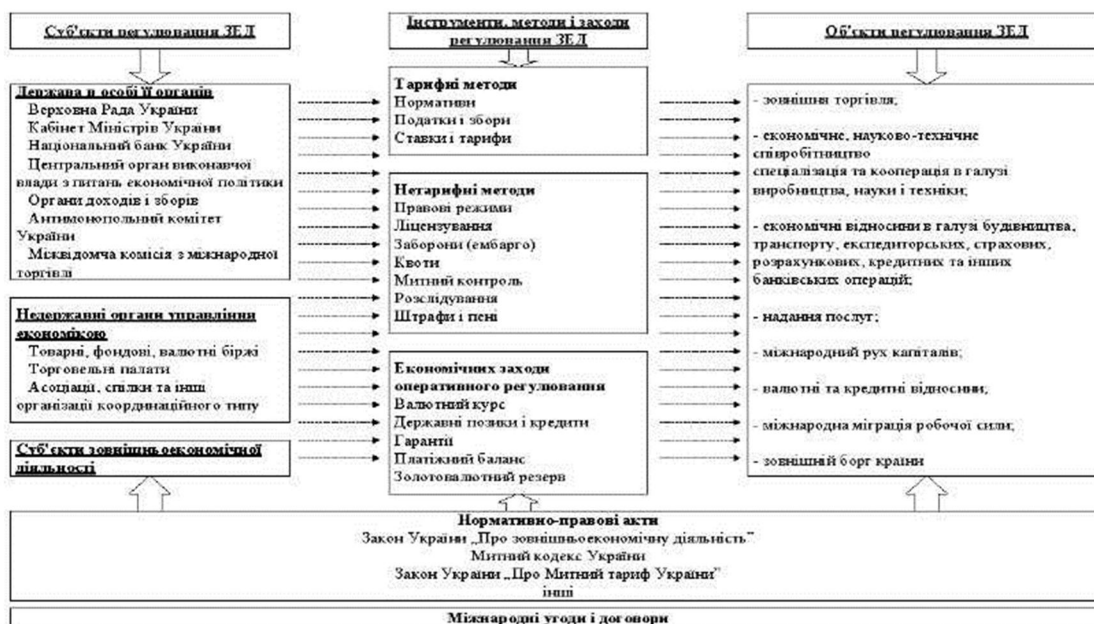 Суб'єкти регулювання ЗЕД
Держава в особі її органів
Верховна Рада України
Кабінет Міністрів України
Національний банк України
Центральний орган виконавчої
влади з питань економічної політики
Органи доходів і зборів
Антимонопольний комітет
України
Міжвідомча комісія з міжнародної
торгівлі
Недержавні органи управління
економікою
Товарні, фондові, валютні біржі
Торговельні палати
Асоціації, спілки та інші
організації координаційного типу
Суб'єкти зовнішньоекономічної
діяльності
Інструменти, методи і заходи
регулювання ЗЕД
Тарифні методи
Нормативи
Податки і збори
Ставки і тарифи
Нетарифні методи
Правові режими
Ліцензування
Заборони (ембарго)
Квоти
Митний контроль
Розслідування
Штрафи і пені
Економічних заходи
оперативного регулювання
Валютний курс
Державні позики і кредити
Гарантії
Платіжний баланс
Золотовалютний резерв
Об'єкти регулювання ЗЕД
- зовнішня торгівля;
- економічне, науково-технічне
співробітництво
спеціалізація та кооперація в галузі
виробництва, науки і техніки;
- економічні відносини в галузі будівництва,
транспорту, експедиторських, страхових,
розрахункових, кредитних та інших
банківських операцій;
- надання послуг;
- міжнародний рух капіталів;
- валютні та кредитні відносини;
- міжнародна міграція робочої сили;
- зовнішній борг країни
Нормативно-правові акти
Закон України „Про зовнішньоекономічну діяльність”
Митний кодекс України
Закон України „Про Митний тариф України”
інші
Міжнародні угоди і договори